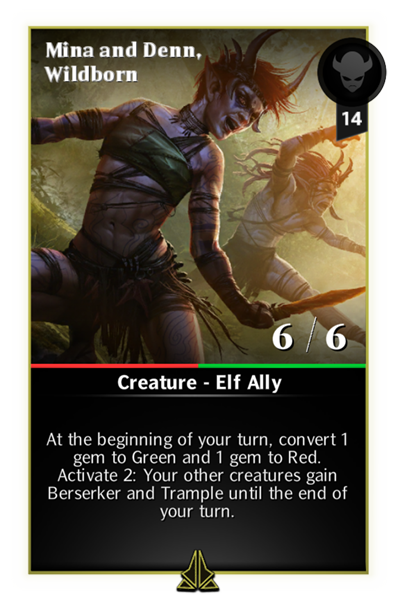 Mina and Denn,
Wildborn
14
6/6
Creature - Elf Ally
At the beginning of your turn, convert 1
gem to Green and 1 gem to Red.
Activate 2: Your other creatures gain
Berserker and Trample until the end of
your turn.